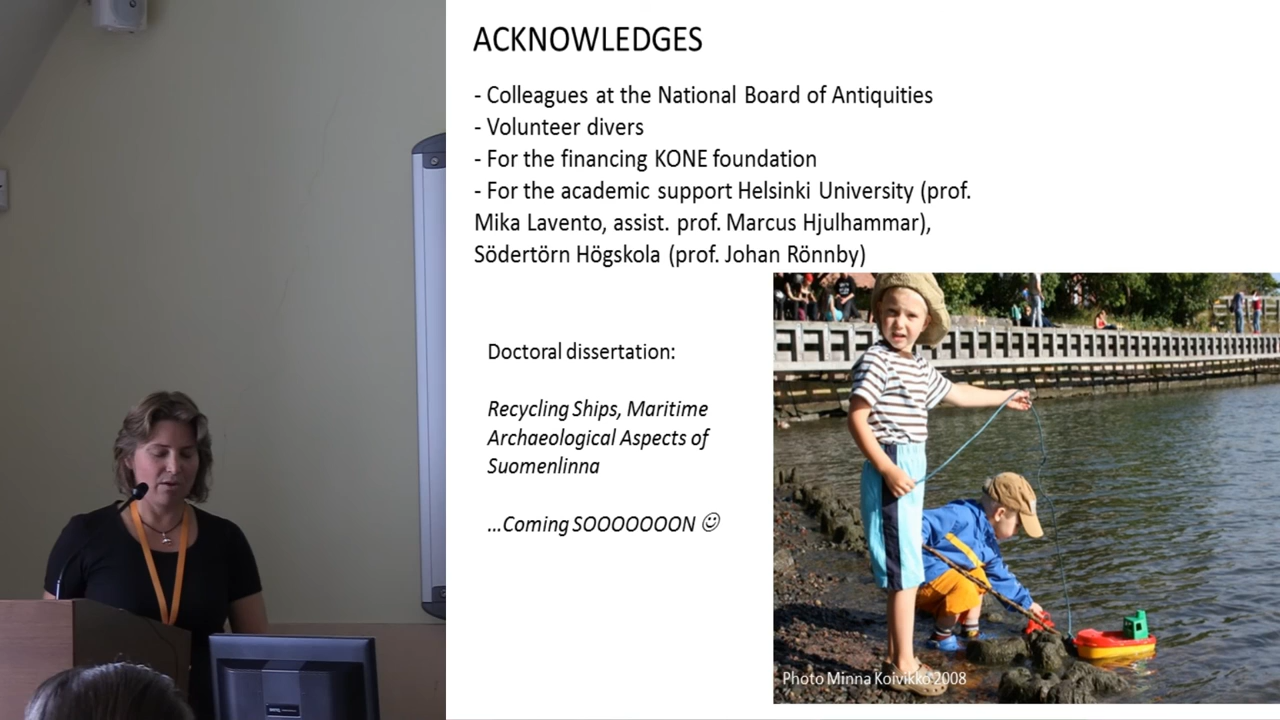 ACKNOWLEDGES
- Colleagues at the National Board of Antiquities
- Volunteer divers
- For the financing KONE foundation
- For the academic support Helsinki University (prof.
Mika Lavento, assist. prof. Marcus Hjulhammar),
Södertörn Högskola (prof. Johan Rönnby)
Doctoral dissertation:
Recycling Ships, Maritime
Archaeological Aspects of
Suomenlinna
...Coming SOOOOOOON ☺
Photo Minna Koivikko 2008
BENQ